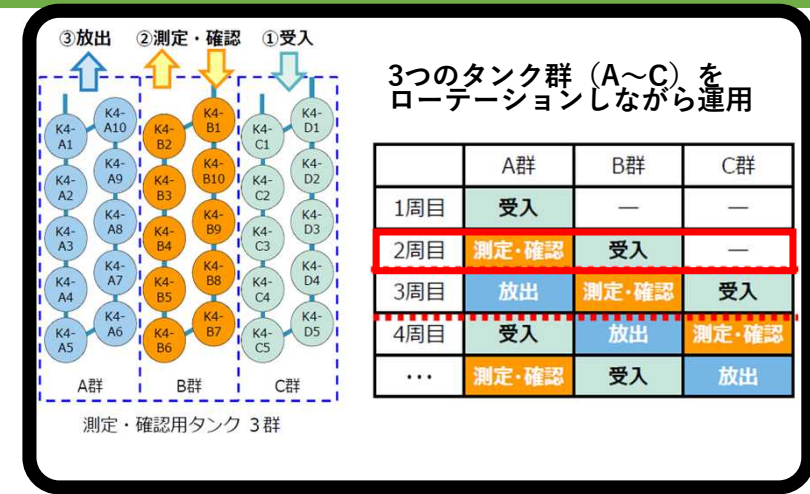 ③放出 ②測定・確認 ①受入
K4-A1
K4-A2
K4-A3
K4-A4
K4-A5
K4-A10
K4-A9
K4-A8
K4-A7
K4-A6
K4-B2
K4-B3
K4-B4
K4-B5
K4-B6
K4-B1
K4-B10
K4-B9
K4-B8
K4-B7
K4-C1
K4-C2
K4-C3
K4-C4
K4-C5
K4-D1
K4-D2
K4-D3
K4-D4
K4-D5
A群 B群 C群
測定・確認用タンク 3群
3つのタンク群（A～C）を
ローテーションしながら運用
A群 B群 C群
1周目 受入 — —
2周目 測定・確認 受入 —
3周目 放出 測定・確認 受入
4周目 受入 放出 測定・確認
··· 測定・確認 受入 放出